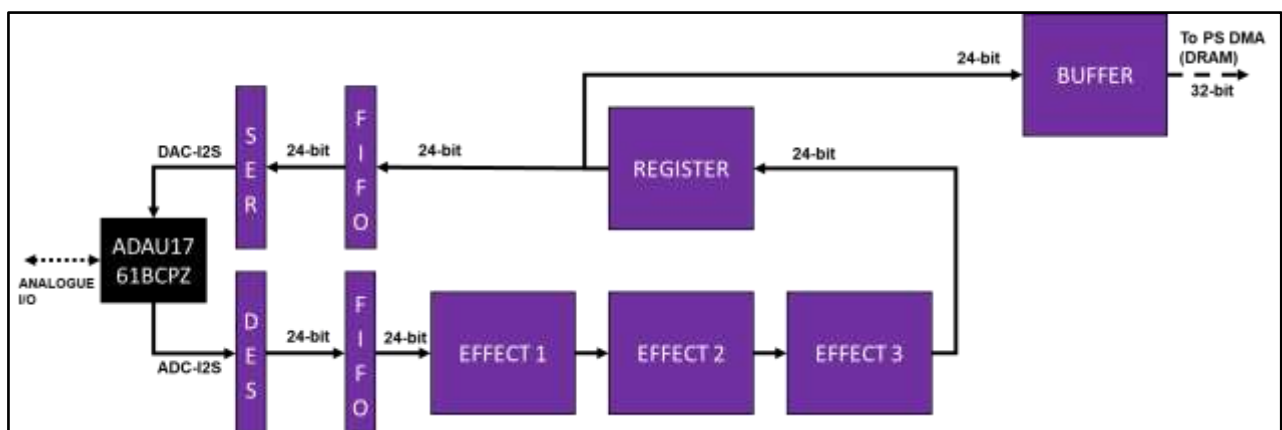 To PS DMA
(DRAM)
32-bit
24-bit
BUFFER
S
E
R
F
I
F
O
DAC-I2S
24-bit
24-bit
REGISTER
24-bit
ADAU17
61BCPZ
ANALOGUE
I/O
D
E
S
F
I
F
O
24-bit
24-bit
EFFECT 1
EFFECT 2
EFFECT 3
ADC-I2S